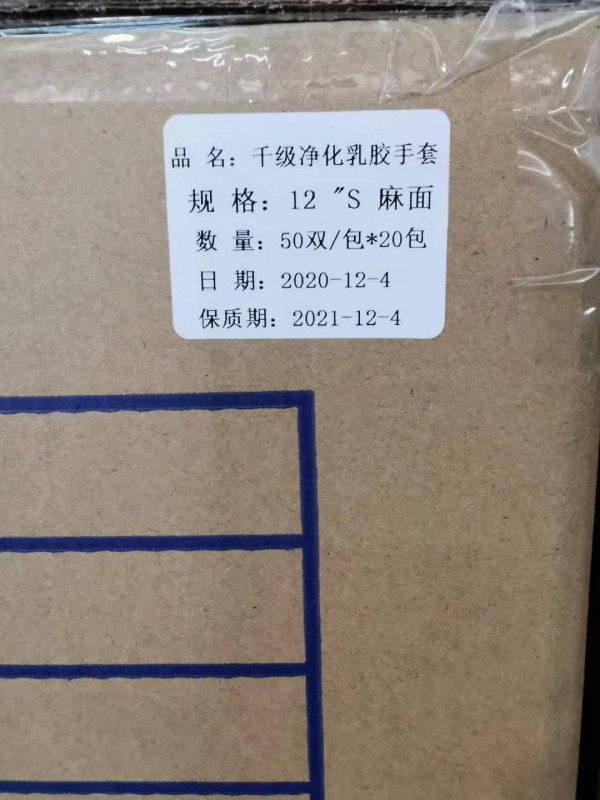 品 名：千级净化乳胶手套
规 格：12 "S 麻面
数 量：50双/包*20包
日 期：2020-12-4
保质期：2021-12-4